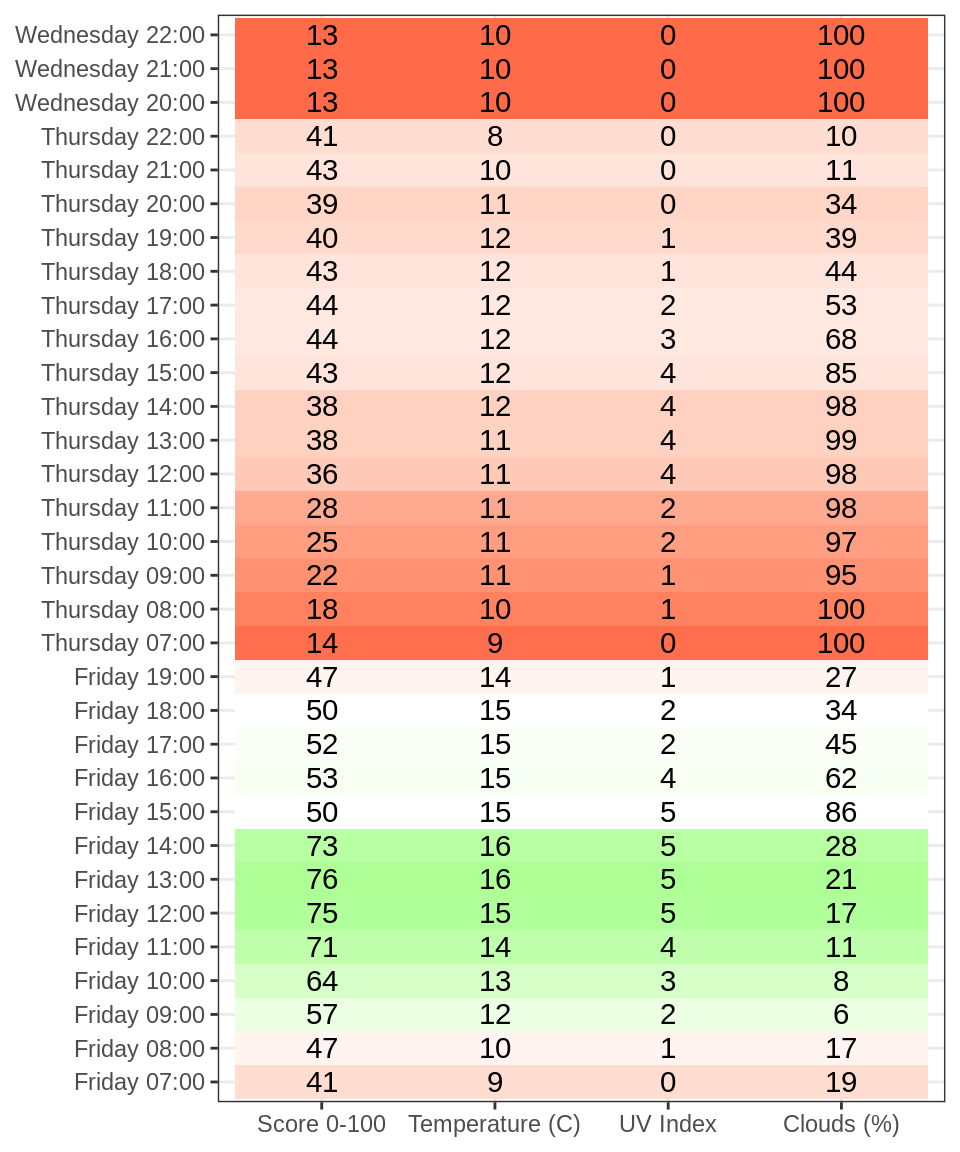 Wednesday 22:00 13 10 0 100
Wednesday 21:00 13 10 0 100
Wednesday 20:00 13 10 0 100
Thursday 22:00 41 8 0 10
Thursday 21:00 43 10 0 11
Thursday 20:00 39 11 0 34
Thursday 19:00 40 12 1 39
Thursday 18:00 43 12 1 44
Thursday 17:00 44 12 2 53
Thursday 16:00 44 12 3 68
Thursday 15:00 43 12 4 85
Thursday 14:00 38 12 4 98
Thursday 13:00 38 11 4 99
Thursday 12:00 36 11 4 98
Thursday 11:00 28 11 2 98
Thursday 10:00 25 11 2 97
Thursday 09:00 22 11 1 95
Thursday 08:00 18 10 1 100
Thursday 07:00 14 9 0 100
Friday 19:00 47 14 1 27
Friday 18:00 50 15 2 34
Friday 17:00 52 15 2 45
Friday 16:00 53 15 4 62
Friday 15:00 50 15 5 86
Friday 14:00 73 16 5 28
Friday 13:00 76 16 5 21
Friday 12:00 75 15 5 17
Friday 11:00 71 14 4 11
Friday 10:00 64 13 3 8
Friday 09:00 57 12 2 6
Friday 08:00 47 10 1 17
Friday 07:00 41 9 0 19
Score 0-100 Temperature (C) UV Index Clouds (%)